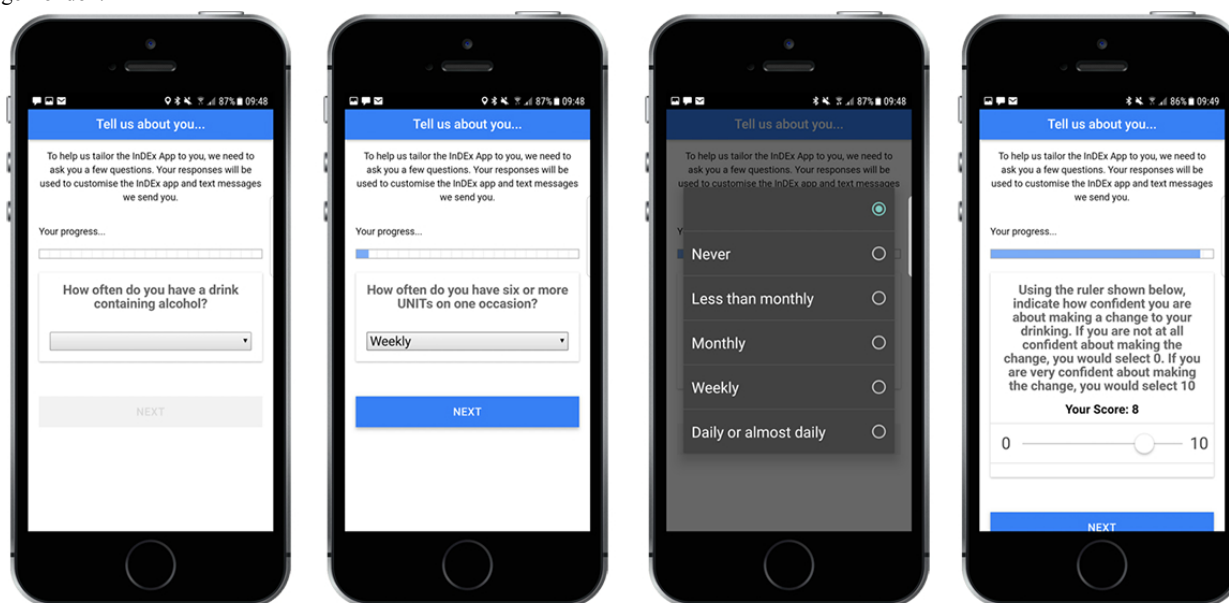 87% 09:48
Tell us about you...
To help us tailor the InDEx App to you, we need to
ask you a few questions. Your responses will be
used to customise the InDEx app and text messages
we send you.
Your progress...
How often do you have a drink
containing alcohol?
NEXT
87% 09:48
Tell us about you...
To help us tailor the InDEx App to you, we need to
ask you a few questions. Your responses will be
used to customise the InDEx app and text messages
we send you.
Your progress...
How often do you have six or more
UNITs on one occasion?
Weekly
NEXT
87% 09:48
Tell us about you...
To help us tailor the InDEx App to you, we need to
ask you a few questions. Your responses will be
used to customise the InDEx app and text messages
Y
Never
Less than monthly
Monthly
Weekly
Daily or almost daily
86% 09:49
Tell us about you...
To help us tailor the InDEx App to you, we need to
ask you a few questions. Your responses will be
used to customise the InDEx app and text messages
we send you.
Your progress...
Using the ruler shown below,
indicate how confident you are
about making a change to your
drinking. If you are not at all
confident about making the
change, you would select 0. If you
are very confident about making
the change, you would select 10
Your Score: 8
0 10
NEXT